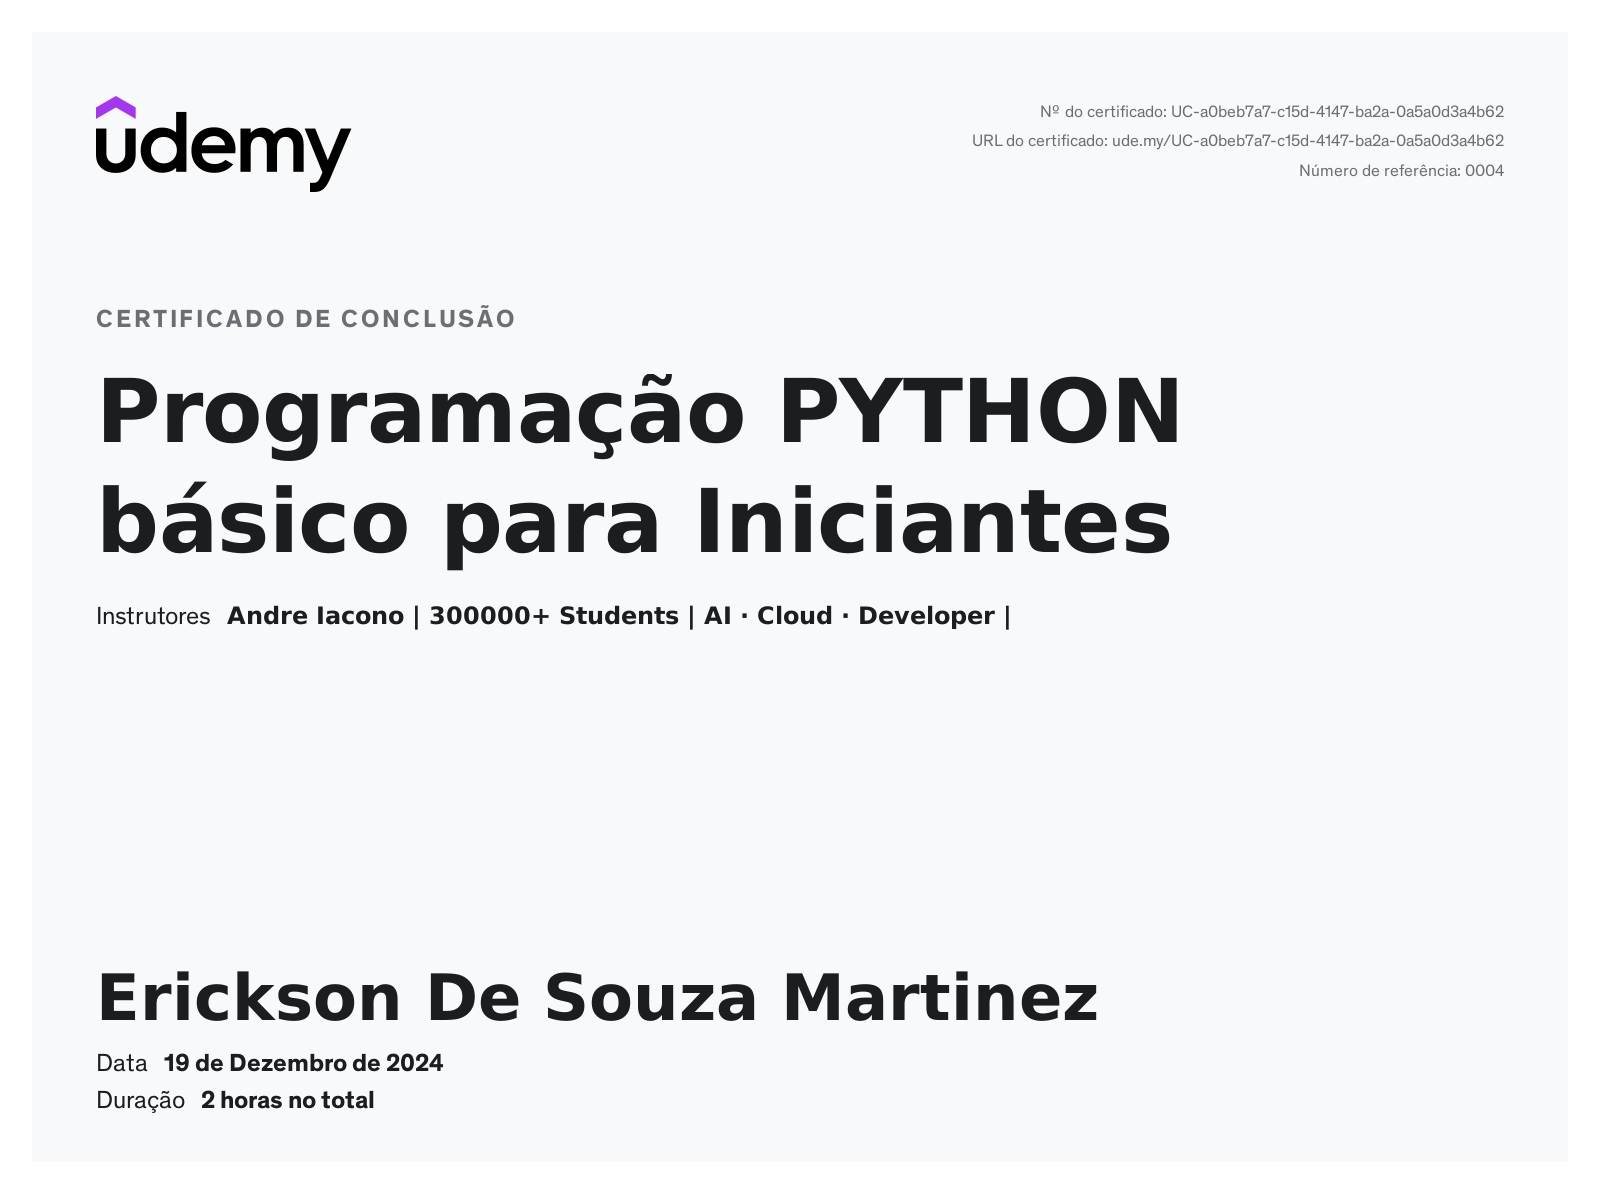 udemy
Nº do certificado: UC-a0beb7a7-c15d-4147-ba2a-0a5a0d3a4b62
URL do certificado: ude.my/UC-a0beb7a7-c15d-4147-ba2a-0a5a0d3a4b62
Número de referência: 0004
CERTIFICADO DE CONCLUSÃO
Programação PYTHON
básico para Iniciantes
Instrutores Andre Iacono | 300000+ Students | AI · Cloud · Developer |
Erickson De Souza Martinez
Data 19 de Dezembro de 2024
Duração 2 horas no total